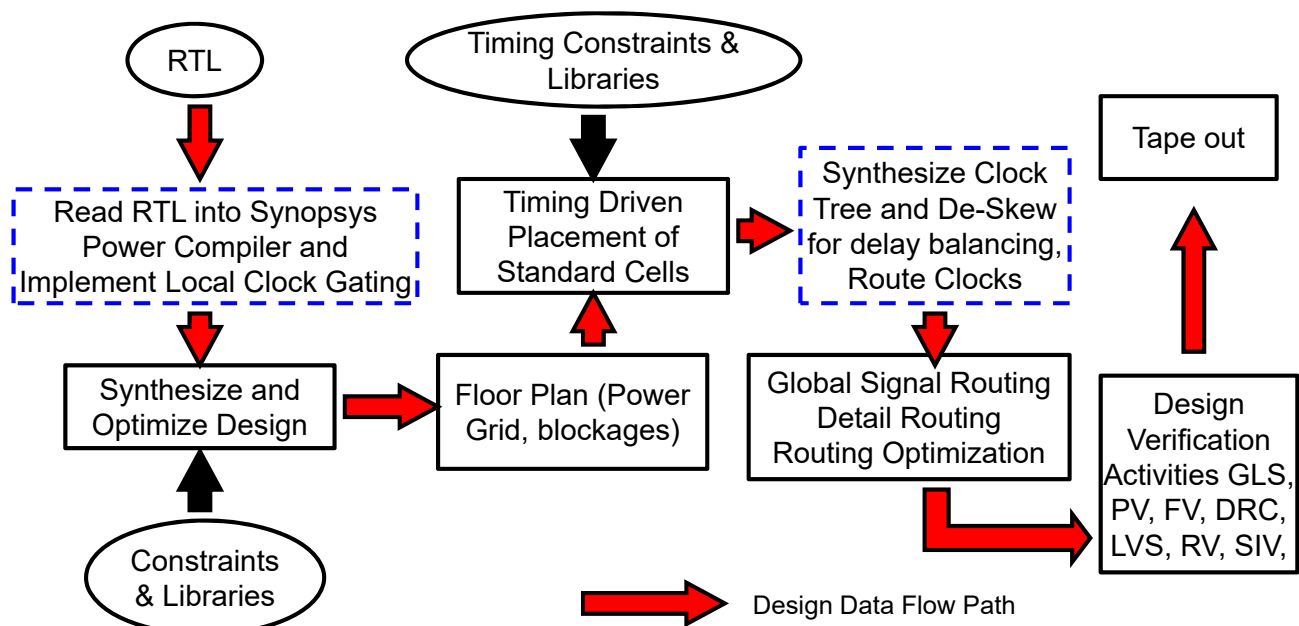 RTL
Read RTL into Synopsys
Power Compiler and
Implement Local Clock Gating
Synthesize and
Optimize Design
Constraints
& Libraries
Floor Plan (Power
Grid, blockages)
Timing Constraints &
Libraries
Timing Driven
Placement of
Standard Cells
Synthesize Clock
Tree and De-Skew
for delay balancing,
Route Clocks
Global Signal Routing
Detail Routing
Routing Optimization
Design
Verification
Activities GLS,
PV, FV, DRC,
LVS, RV, SIV,
Tape out
Design Data Flow Path